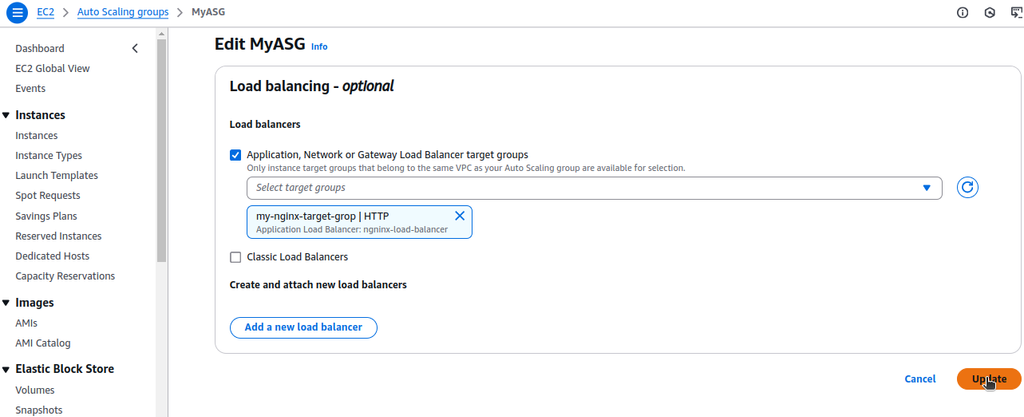 EC2 > Auto Scaling groups > MyASG
Dashboard
EC2 Global View
Events
Instances
Instances
Instance Types
Launch Templates
Spot Requests
Savings Plans
Reserved Instances
Dedicated Hosts
Capacity Reservations
Images
AMIs
AMI Catalog
Elastic Block Store
Volumes
Snapshots
Edit MyASG Info
Load balancing - optional
Load balancers
Application, Network or Gateway Load Balancer target groups
Only instance target groups that belong to the same VPC as your Auto Scaling group are available for selection.
Select target groups
my-nginx-target-grop | HTTP
Application Load Balancer: ngninx-load-balancer
Classic Load Balancers
Create and attach new load balancers
Add a new load balancer
Cancel
Update